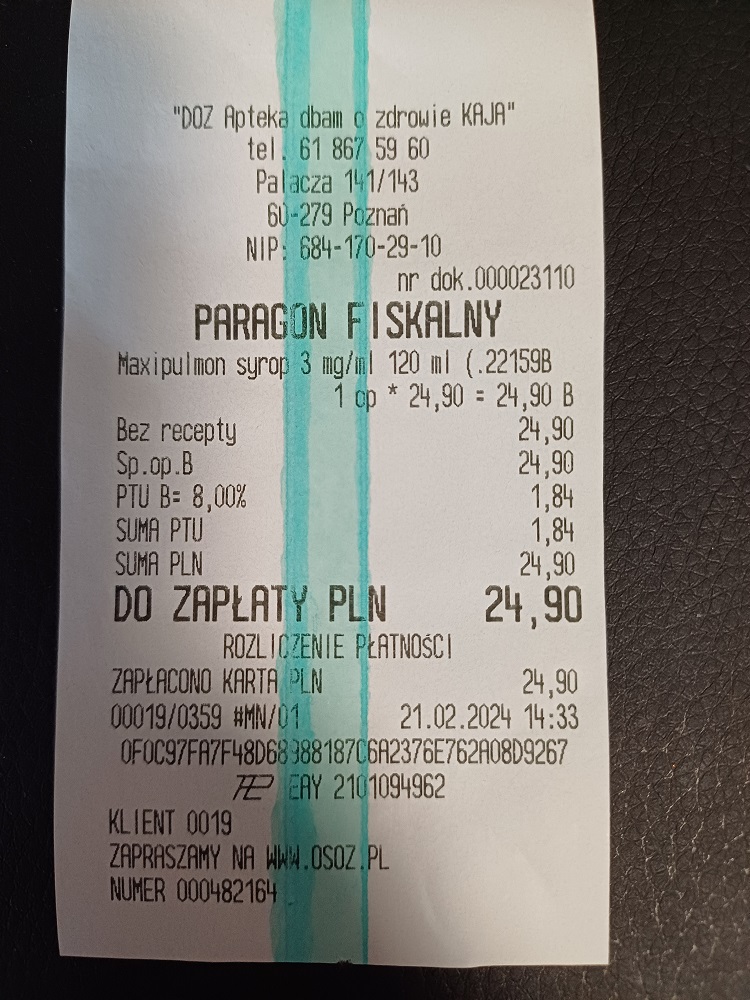 "DOZ Apteka dbam o zdrowie KAJA"
tel. 61 867 59 60
Palacza 141/143
60-279 Poznań
NIP: 684-170-29-10
nr dok.000023110
PARAGON FISKALNY
Maxipulmon syrop 3 mg/ml 120 ml (.22159B
1 op * 24,90 = 24,90 B
Bez recepty 24,90
Sp.op.B 24,90
PTU B= 8,00% 1,84
SUMA PTU 1,84
SUMA PLN 24,90
DO ZAPŁATY PLN 24,90
ROZLICZENIE PŁATNOŚCI
ZAPŁACONO KARTA PLN 24,90
00019/0359 #MN/01 21.02.2024 14:33
0F0C97FA7F48D68988187C6A2376E762A08D9267
EAY 2101094962
KLIENT 0019
ZAPRASZAMY NA WWW.OSOZ.PL
NUMER 000482164